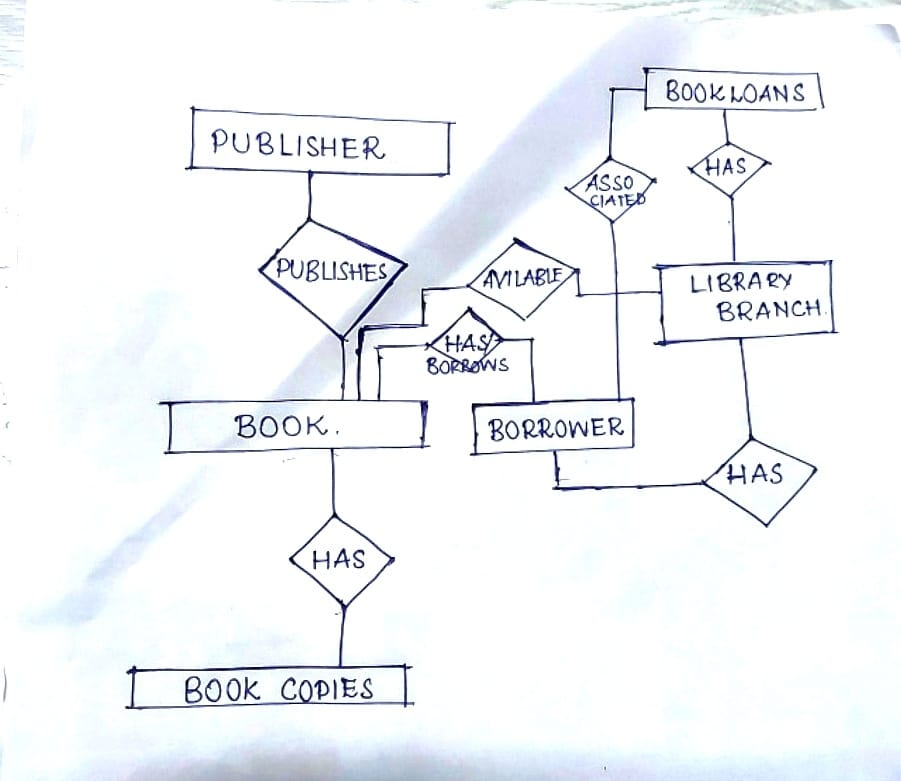 BOOK LOANS
PUBLISHER
HAS
ASSO
CIATED
PUBLISHES
AVILABLE
LIBRARY
BRANCH.
HAS/
BORROWS
BOOK.
BORROWER
HAS
HAS
BOOK COPIES